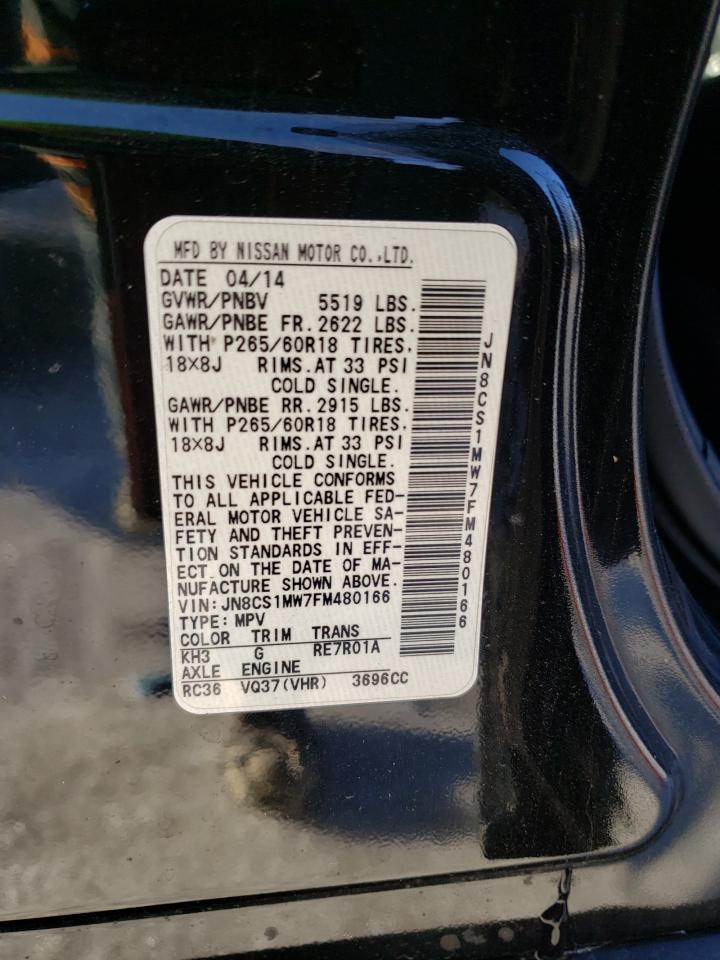 MFD BY NISSAN MOTOR CO.,LTD.
DATE 04/14
GVWR/PNBV 5519 LBS.
GAWR/PNBE FR. 2622 LBS.
WITH P265/60R18 TIRES,
18×8J RIMS.AT 33 PSI
COLD SINGLE.
GAWR/PNBE RR. 2915 LBS.
WITH P265/60R18 TIRES,
18×8J RIMS.AT 33 PSI
COLD SINGLE.
THIS VEHICLE CONFORMS
TO ALL APPLICABLE FED-
ERAL MOTOR VEHICLE SA-
FETY AND THEFT PREVEN-
TION STANDARDS IN EFF-
ECT ON THE DATE OF MA-
NUFACTURE SHOWN ABOVE.
VIN: JN8CS1MW7FM480166
TYPE: MPV
COLOR TRIM TRANS
KH3 G RE7R01A
AXLE ENGINE
RC36 VQ37(VHR) 3696CC
JN8CS1MW7FM480166